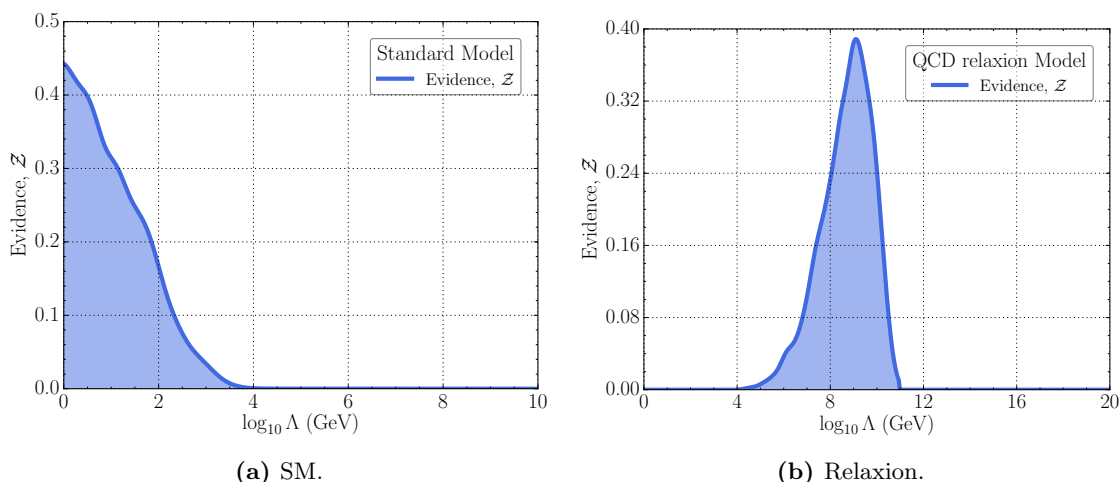 Standard Model
Evidence, 𝒵
Evidence, 𝒵
0.5
0.4
0.3
0.2
0.1
0.0
0 2 4 6 8 10
log₁₀ Λ (GeV)
(a) SM.
QCD relaxion Model
Evidence, 𝒵
Evidence, 𝒵
0.40
0.32
0.24
0.16
0.08
0.00
0 4 8 12 16 20
log₁₀ Λ (GeV)
(b) Relaxion.